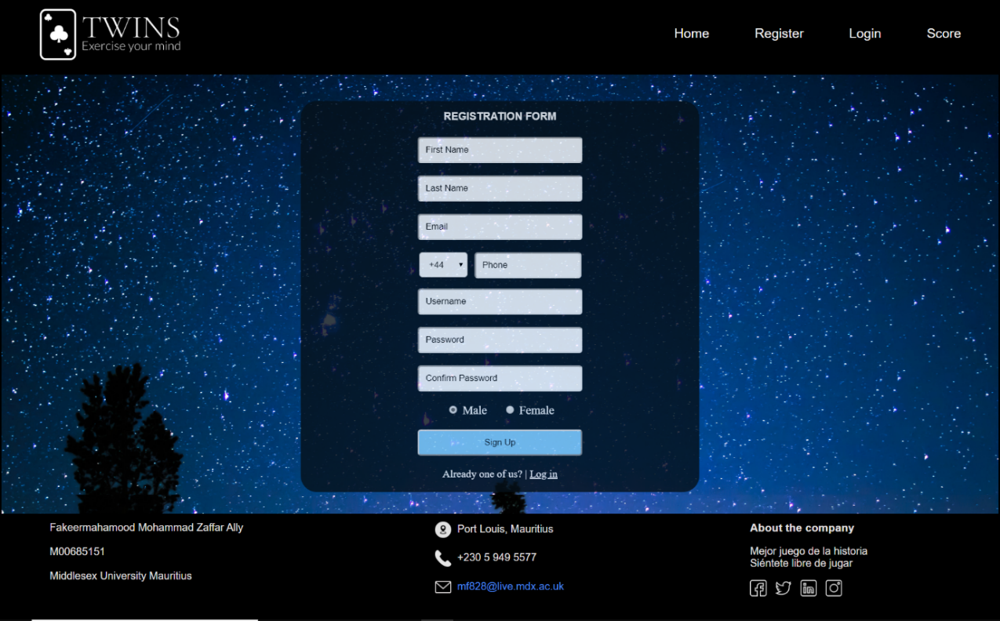 TWINS
Exercise your mind
Home
Register
Login
Score
REGISTRATION FORM
First Name
Last Name
Email
+44
Phone
Username
Password
Confirm Password
Male
Female
Sign Up
Already one of us? | Log in
Fakeermahamood Mohammad Zaffar Ally
M00685151
Middlesex University Mauritius
Port Louis, Mauritius
+230 5 949 5577
mf828@live.mdx.ac.uk
About the company
Mejor juego de la historia
Siéntete libre de jugar